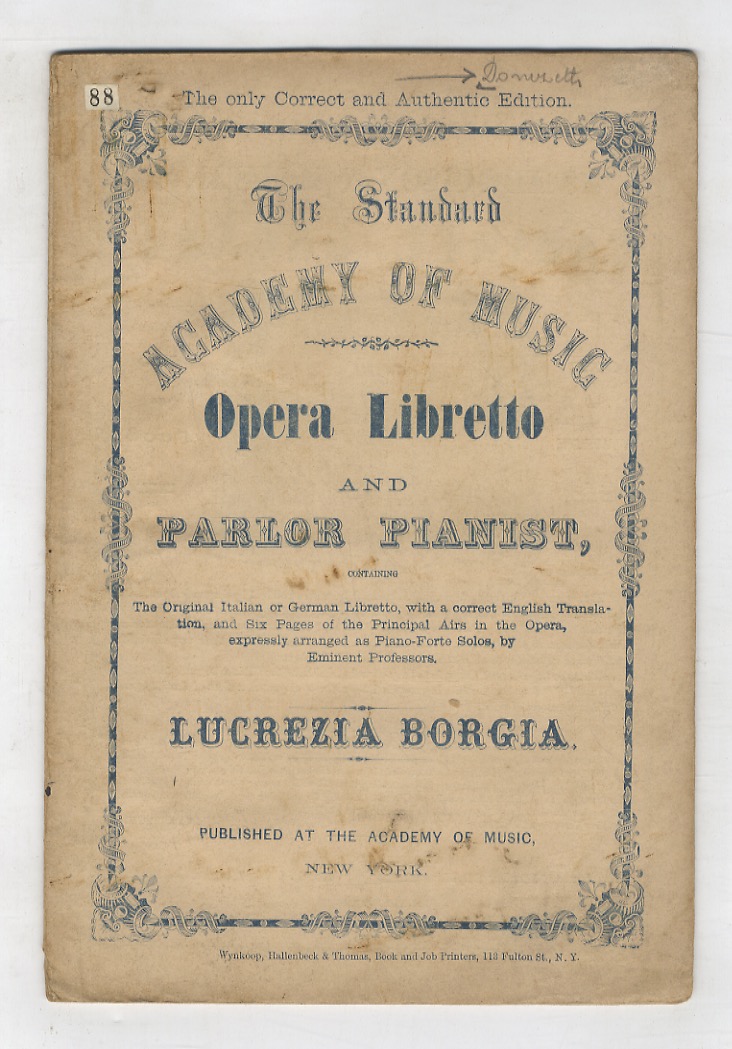 Donizetti
88
The only Correct and Authentic Edition.
The Standard
ACADEMY OF MUSIC
Opera Libretto
AND
PARLOR PIANIST,
CONTAINING
The Original Italian or German Libretto, with a correct English Transla-
tion, and Six Pages of the Principal Airs in the Opera,
expressly arranged as Piano-Forte Solos, by
Eminent Professors.
LUCREZIA BORGIA.
PUBLISHED AT THE ACADEMY OF MUSIC,
NEW YORK.
Wynkoop, Hallenbeck & Thomas, Book and Job Printers, 113 Fulton St., N. Y.